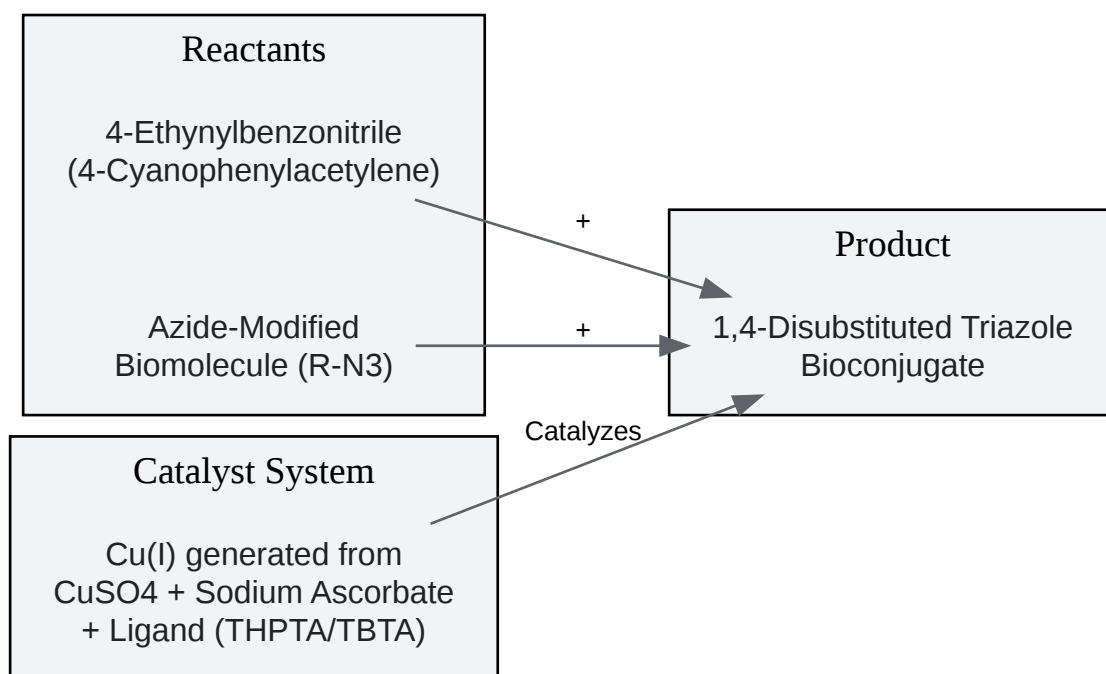 Reactants
4-Ethynylbenzonitrile
(4-Cyanophenylacetylene)
Azide-Modified
Biomolecule (R-N3)
+
+
Product
1,4-Disubstituted Triazole
Bioconjugate
Catalyzes
Catalyst System
Cu(I) generated from
CuSO4 + Sodium Ascorbate
+ Ligand (THPTA/TBTA)